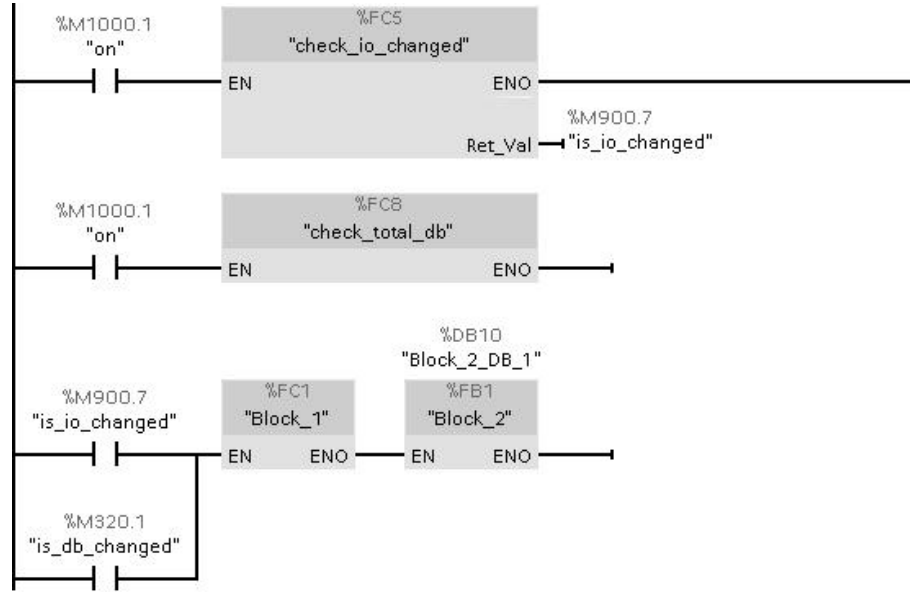 %M1000.1
"on"
%FC5
"check_io_changed"
EN
ENO
Ret_Val
%M900.7
"is_io_changed"
%M1000.1
"on"
%FC8
"check_total_db"
EN
ENO
%DB10
"Block_2_DB_1"
%M900.7
"is_io_changed"
%FC1
"Block_1"
EN
ENO
%FB1
"Block_2"
EN
ENO
%M320.1
"is_db_changed"